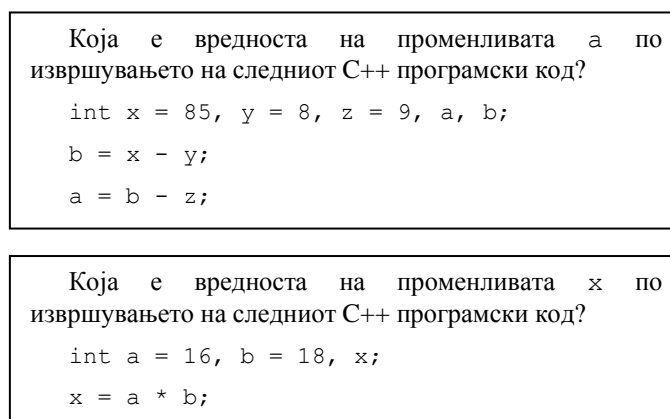 Која е вредноста на променливата a по
извршувањето на следниот C++ програмски код?
int x = 85, y = 8, z = 9, a, b;
b = x - y;
a = b - z;
Која е вредноста на променливата x по
извршувањето на следниот C++ програмски код?
int a = 16, b = 18, x;
x = a * b;